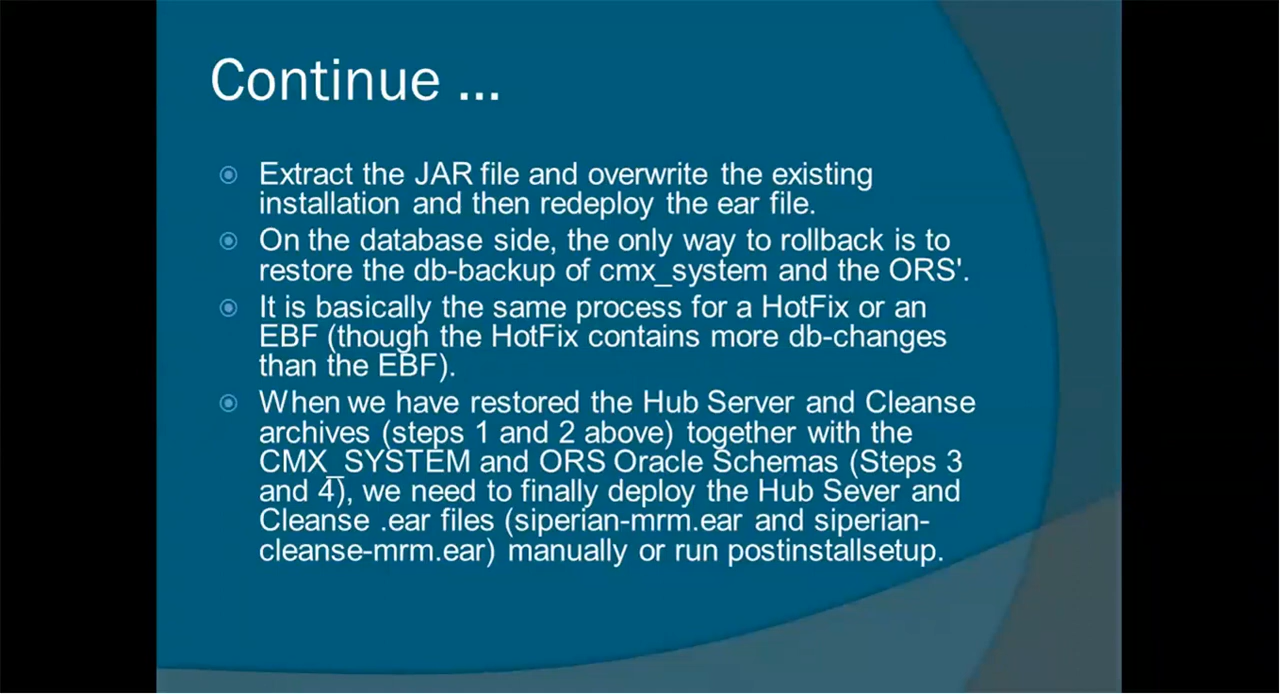 Continue ...
Extract the JAR file and overwrite the existing
installation and then redeploy the ear file.
On the database side, the only way to rollback is to
restore the db-backup of cmx_system and the ORS'.
It is basically the same process for a HotFix or an
EBF (though the HotFix contains more db-changes
than the EBF).
When we have restored the Hub Server and Cleanse
archives (steps 1 and 2 above) together with the
CMX_SYSTEM and ORS Oracle Schemas (Steps 3
and 4), we need to finally deploy the Hub Sever and
Cleanse .ear files (siperian-mrm.ear and siperian-
cleanse-mrm.ear) manually or run postinstallsetup.